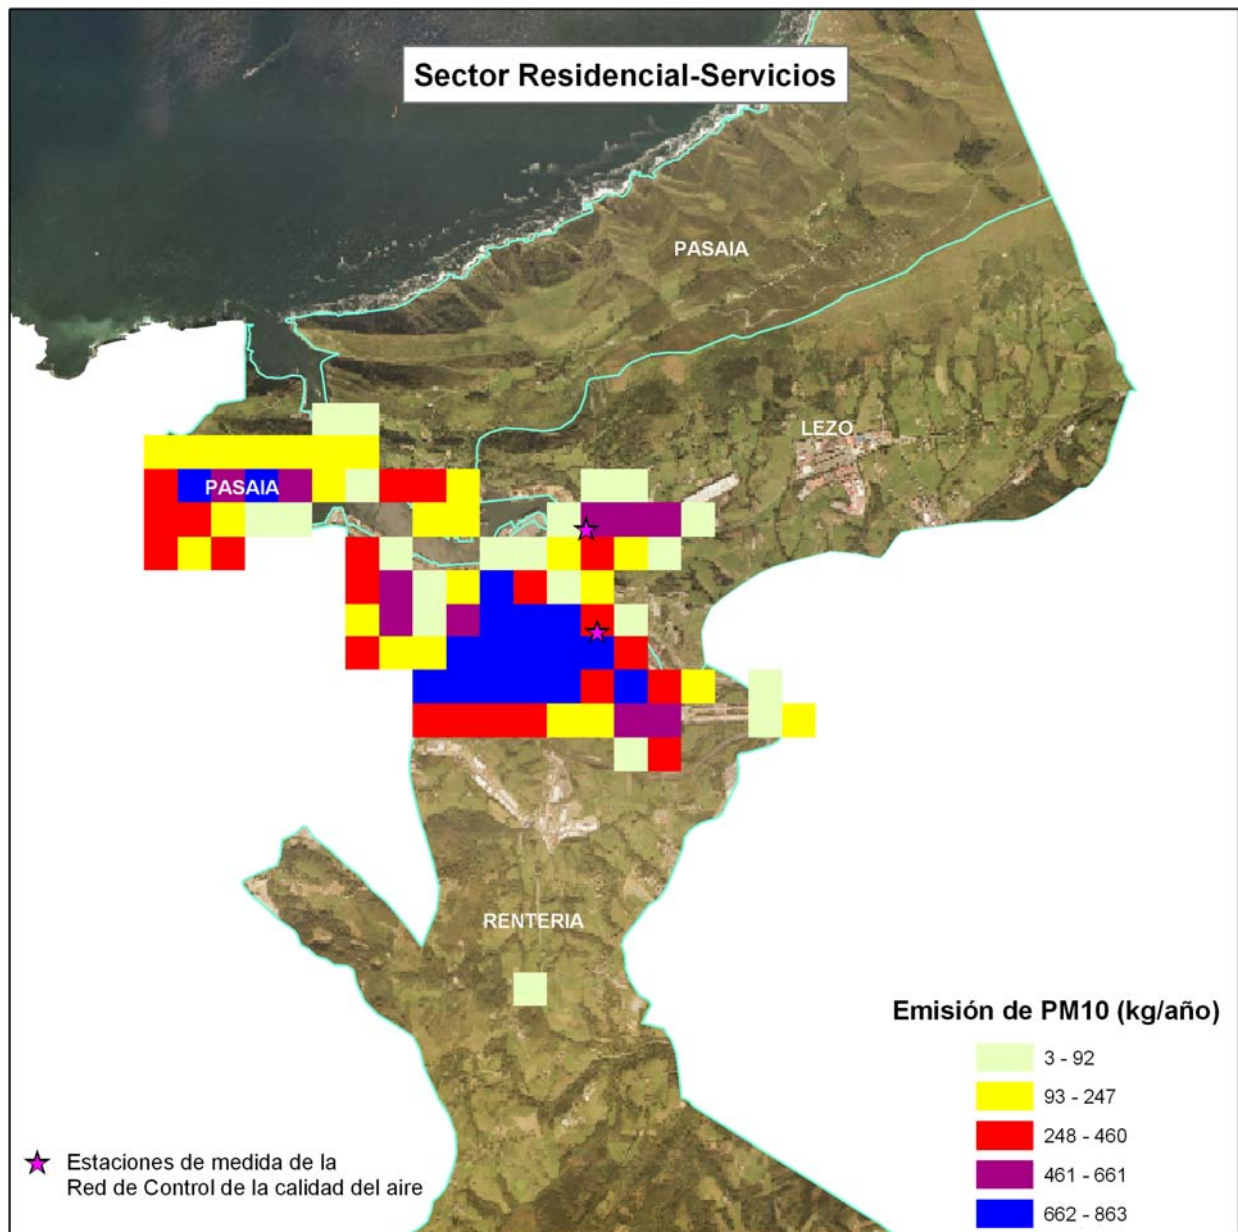 Sector Residencial-Servicios
PASAIA
LEZO
PASAIA
RENTERIA
Emisión de PM10 (kg/año)
3 - 92
93 - 247
248 - 460
461 - 661
662 - 863
Estaciones de medida de la
Red de Control de la calidad del aire